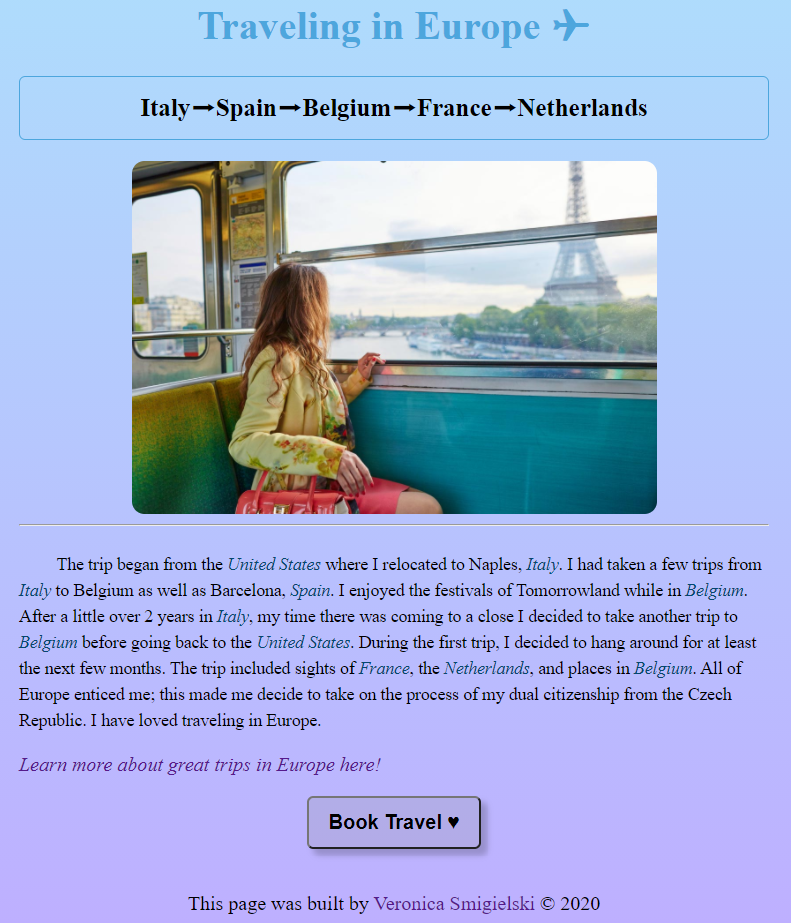 Traveling in Europe ✈
Italy→Spain→Belgium→France→Netherlands
The trip began from the United States where I relocated to Naples, Italy. I had taken a few trips from
Italy to Belgium as well as Barcelona, Spain. I enjoyed the festivals of Tomorrowland while in Belgium.
After a little over 2 years in Italy, my time there was coming to a close I decided to take another trip to
Belgium before going back to the United States. During the first trip, I decided to hang around for at least
the next few months. The trip included sights of France, the Netherlands, and places in Belgium. All of
Europe enticed me; this made me decide to take on the process of my dual citizenship from the Czech
Republic. I have loved traveling in Europe.
Learn more about great trips in Europe here!
Book Travel ♥
This page was built by Veronica Smigielski © 2020